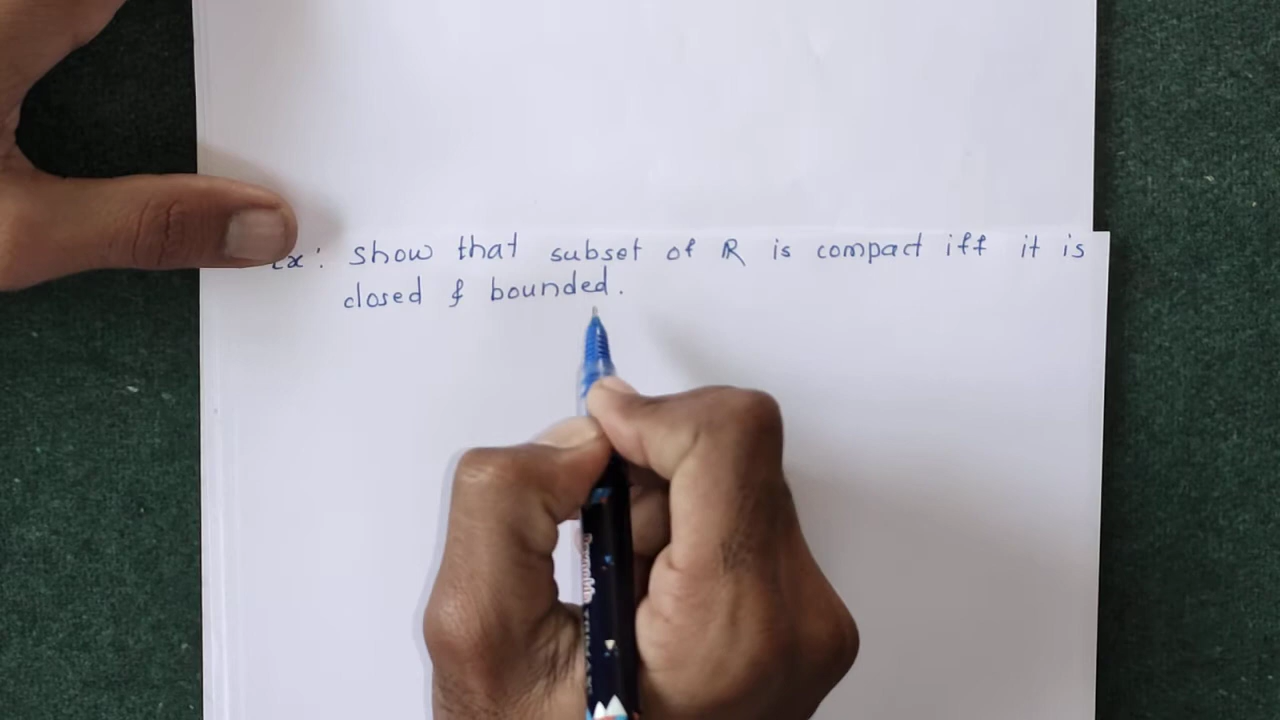 Ex: show that subset of R is compact iff it is
closed & bounded.